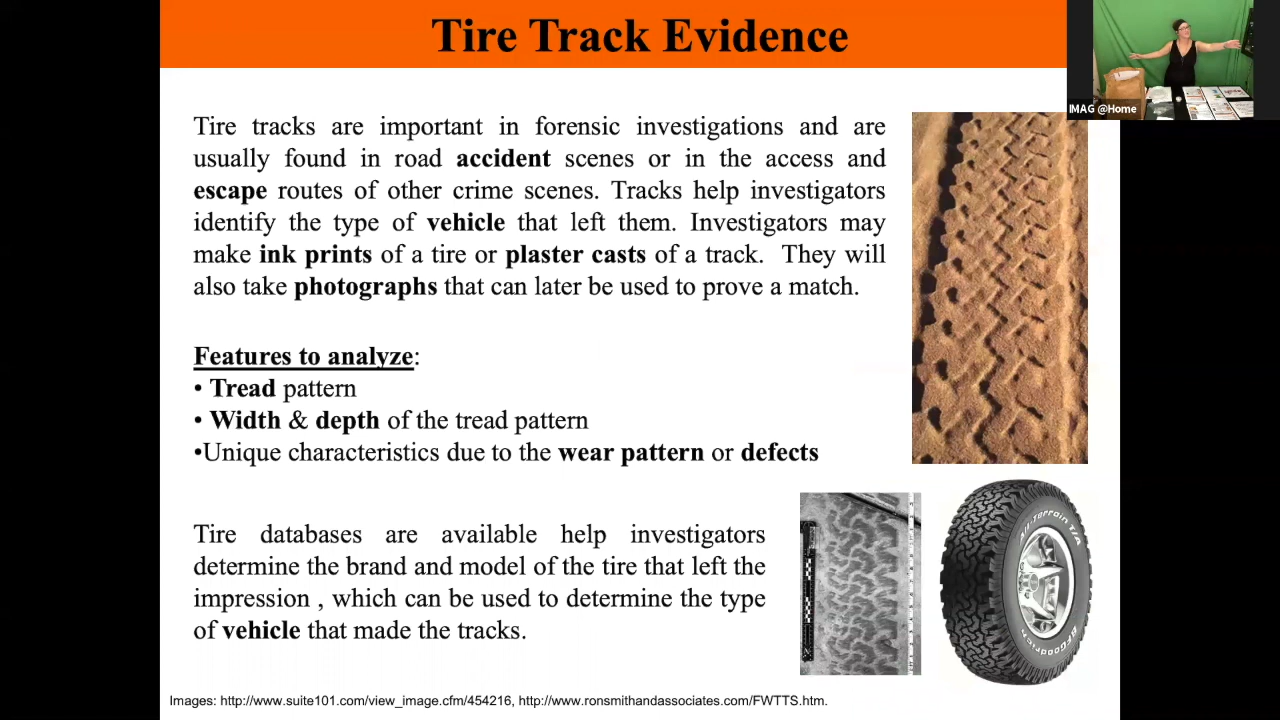 Tire Track Evidence
IMAG @Home
Tire tracks are important in forensic investigations and are
usually found in road accident scenes or in the access and
escape routes of other crime scenes. Tracks help investigators
identify the type of vehicle that left them. Investigators may
make ink prints of a tire or plaster casts of a track.  They will
also take photographs that can later be used to prove a match.
Features to analyze:
• Tread pattern
• Width & depth of the tread pattern
•Unique characteristics due to the wear pattern or defects
Tire databases are available help investigators
determine the brand and model of the tire that left the
impression , which can be used to determine the type
of vehicle that made the tracks.
All-Terrain T/A
BFGoodrich
Images: http://www.suite101.com/view_image.cfm/454216, http://www.ronsmithandassociates.com/FWTTS.htm.